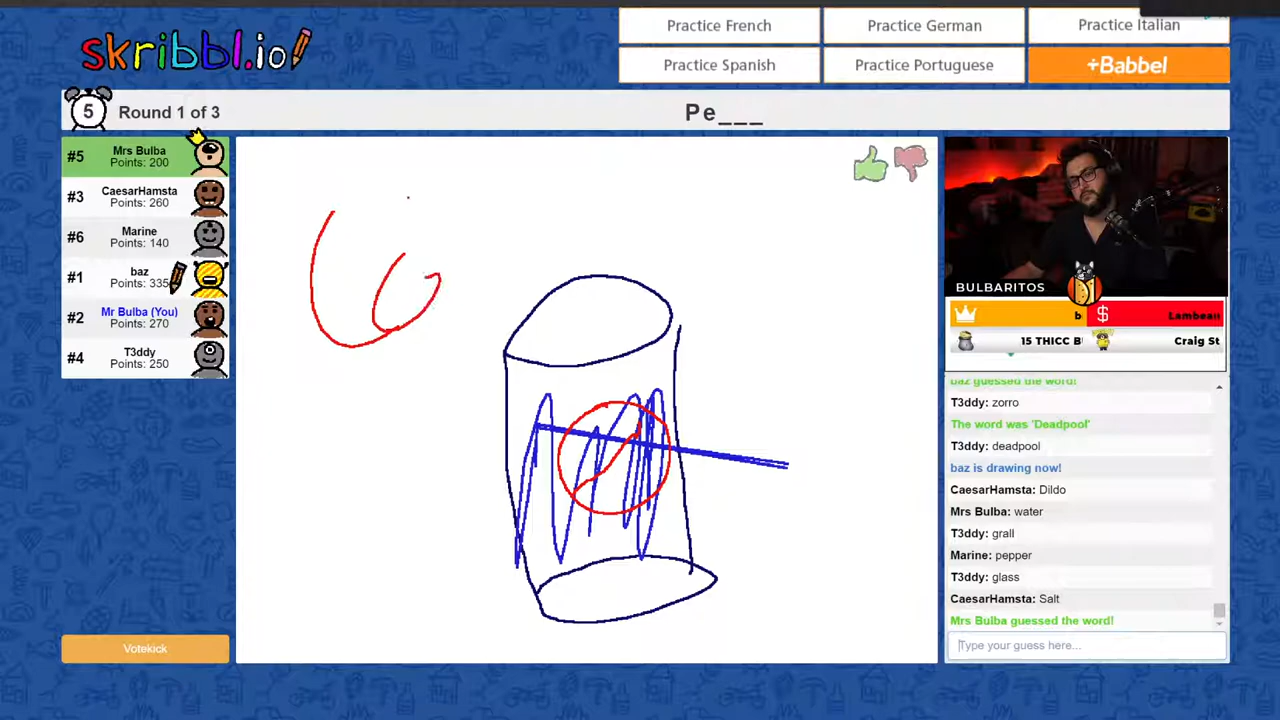 Practice French
Practice German
Practice Italian
skribbl.io
Practice Spanish
Practice Portuguese
+Babbel
5
Round 1 of 3
Pe___
#5
Mrs Bulba
Points: 200
#3
CaesarHamsta
Points: 260
#6
Marine
Points: 140
#1
baz
Points: 335
#2
Mr Bulba (You)
Points: 270
#4
T3ddy
Points: 250
BULBARITOS
b
$
Lambean
15 THICC B
Craig St
baz guessed the word!
T3ddy: zorro
The word was 'Deadpool'
T3ddy: deadpool
baz is drawing now!
CaesarHamsta: Dildo
Mrs Bulba: water
T3ddy: grall
Marine: pepper
T3ddy: glass
CaesarHamsta: Salt
Mrs Bulba guessed the word!
Type your guess here...
Votekick